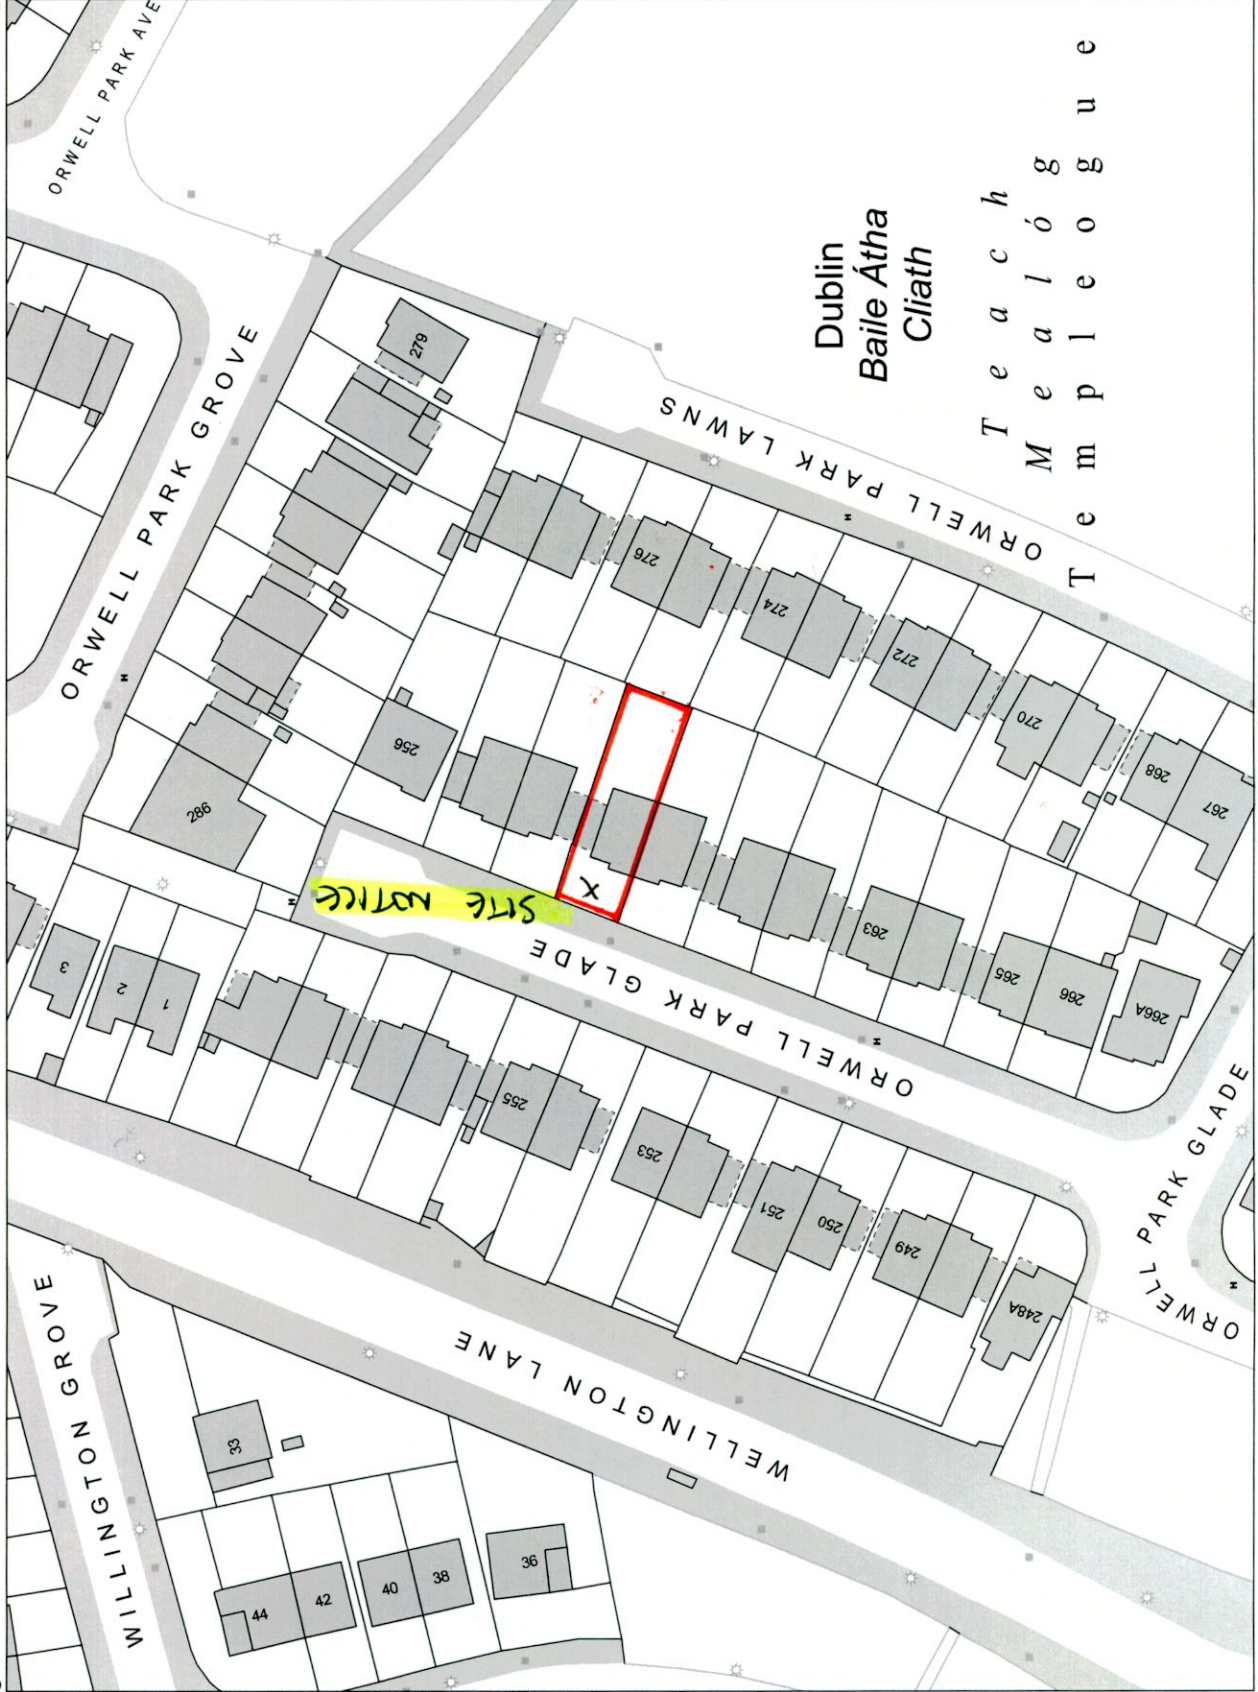 ORWELL PARK AVE
ORWELL PARK GROVE
279
286
256
276
274
272
270
268
267
Dublin
Baile Átha
Cliath
Teach
Mealóg
Templeogue
ORWELL PARK LAWNS
X
SITE NOTICE
ORWELL PARK GLADE
263
265
266
266A
3
2
1
255
253
251
250
249
248A
H
H
H
H
H
ORWELL PARK GLADE
WELLINGTON LANE
WILLINGTON GROVE
33
44
42
40
38
36